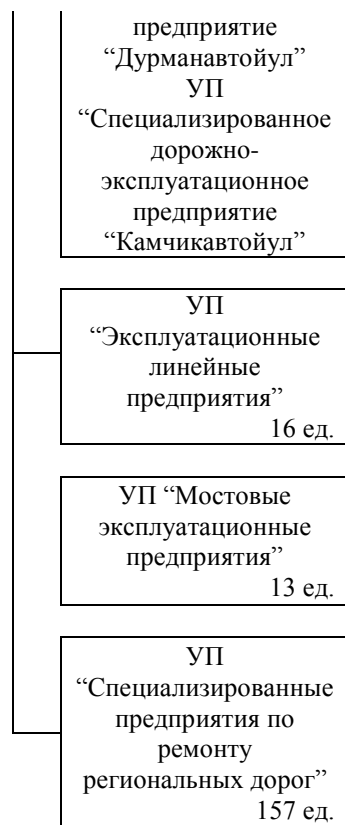 предприятие
“Дурманавтойул”
УП
“Специализированное
дорожно-
эксплуатационное
предприятие
“Камчикавтойул”
УП
“Эксплуатационные
линейные
предприятия”
16 ед.
УП “Мостовые
эксплуатационные
предприятия”
13 ед.
УП
“Специализированные
предприятия по
ремонту
региональных дорог”
157 ед.